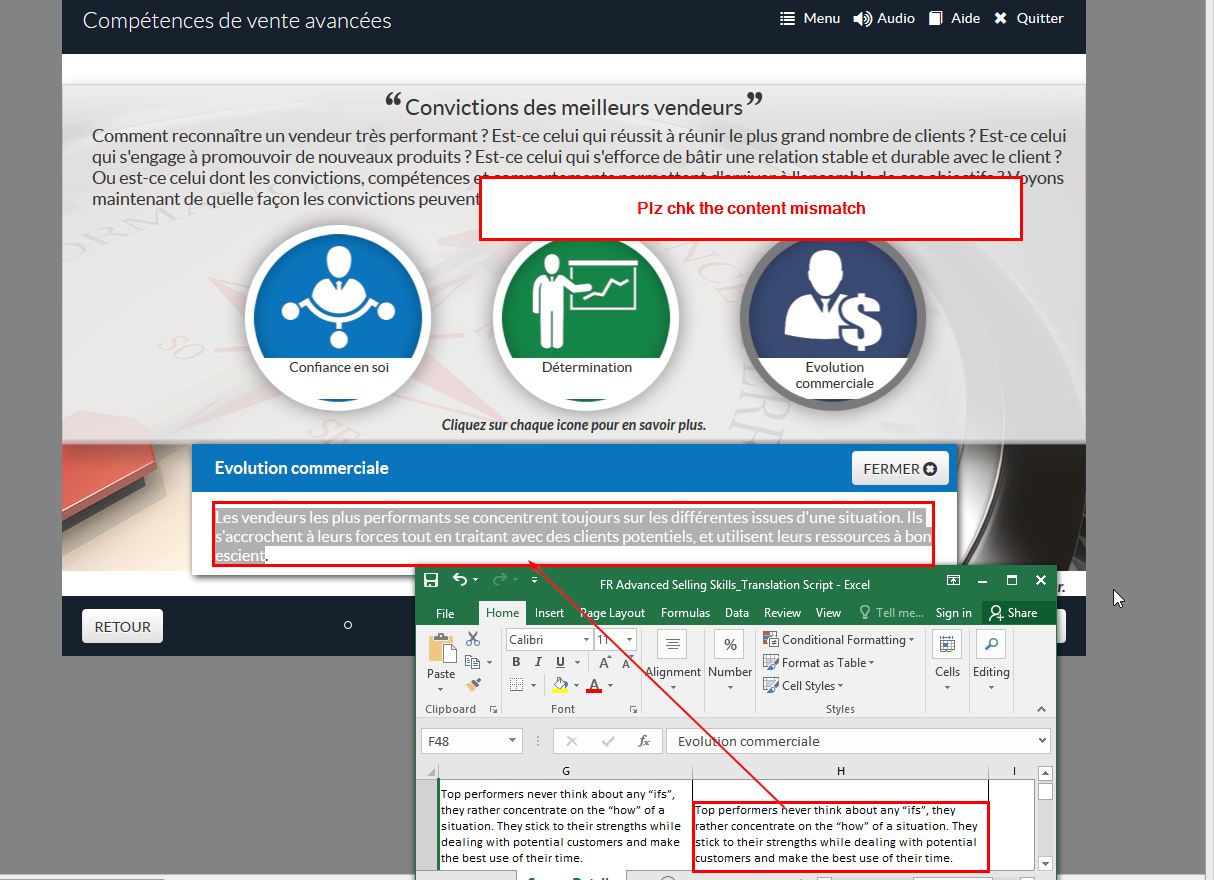 Compétences de vente avancées
Menu Audio Aide Quitter
“Convictions des meilleurs vendeurs”
Comment reconnaître un vendeur très performant ? Est-ce celui qui réussit à réunir le plus grand nombre de clients ? Est-ce celui
qui s'engage à promouvoir de nouveaux produits ? Est-ce celui qui s'efforce de bâtir une relation stable et durable avec le client ?
Ou est-ce celui dont les convictions, compétences et comportements permettent d'arriver à l'ensemble de ses objectifs ? Voyons
maintenant de quelle façon les convictions peuvent
Plz chk the content mismatch
Confiance en soi
Détermination
Evolution
commerciale
Cliquez sur chaque icone pour en savoir plus.
Evolution commerciale
FERMER
Les vendeurs les plus performants se concentrent toujours sur les différentes issues d'une situation. Ils
s'accrochent à leurs forces tout en traitant avec des clients potentiels, et utilisent leurs ressources à bon
escient.
r.
RETOUR
FR Advanced Selling Skills_Translation Script - Excel
File Home Insert Page Layout Formulas Data Review View Tell me... Sign in Share
Calibri 11
Paste
B I U A A
A
Alignment
%
Number
Conditional Formatting
Format as Table
Cell Styles
Cells
Editing
Clipboard Font Styles
F48 fx Evolution commerciale
G H I
Top performers never think about any “ifs”,
they rather concentrate on the “how” of a
situation. They stick to their strengths while
dealing with potential customers and make
the best use of their time.
Top performers never think about any “ifs”, they
rather concentrate on the “how” of a situation. They
stick to their strengths while dealing with potential
customers and make the best use of their time.